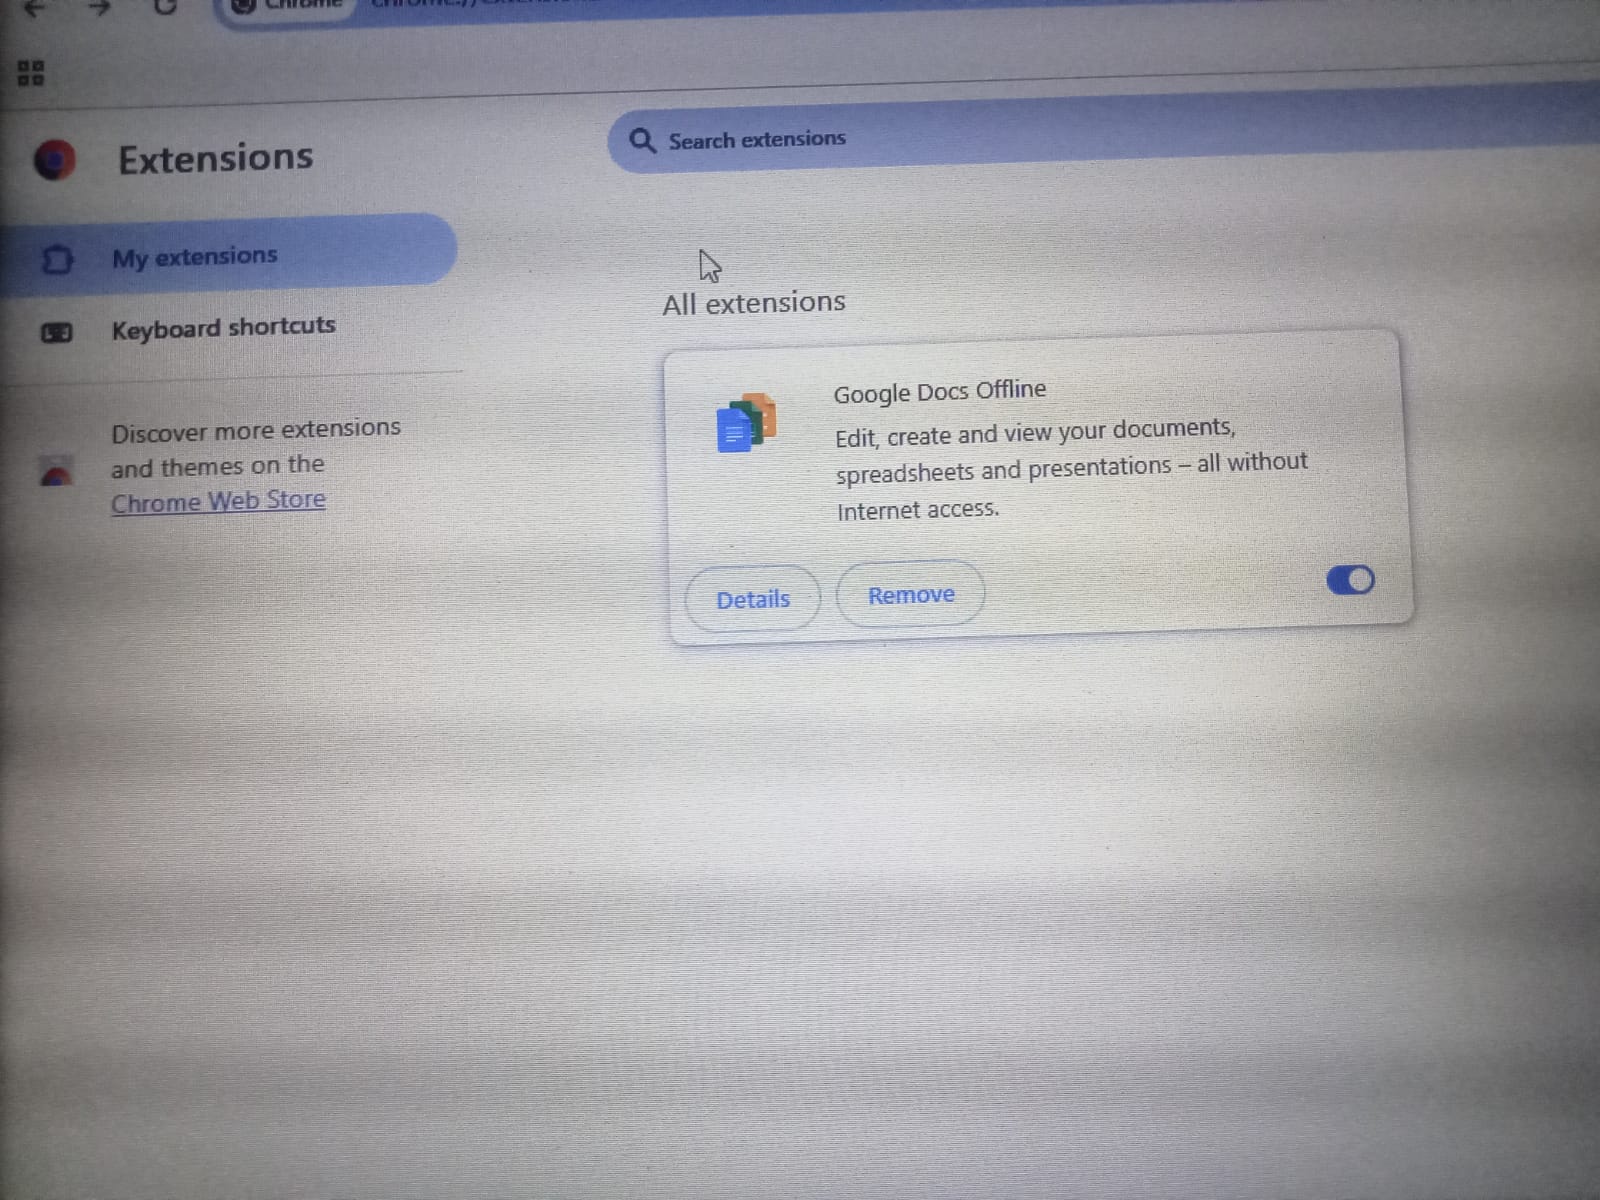 Chrome
Extensions
Search extensions
My extensions
Keyboard shortcuts
Discover more extensions
and themes on the
Chrome Web Store
All extensions
Google Docs Offline
Edit, create and view your documents,
spreadsheets and presentations – all without
Internet access.
Details
Remove